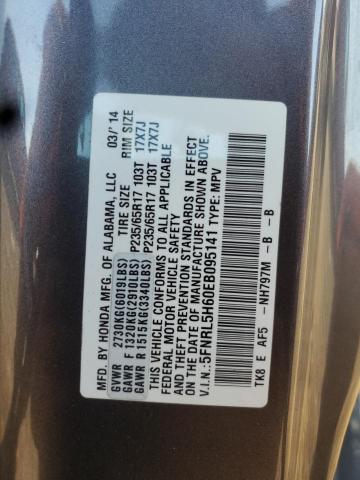 MFD. BY HONDA MFG. OF ALABAMA, LLC 03/'14
GVWR 2730KG(6019LBS) TIRE SIZE RIM SIZE
GAWR F 1320KG(2910LBS) P235/65R17 103T 17X7J
GAWR R 1515KG(3340LBS) P235/65R17 103T 17X7J
THIS VEHICLE CONFORMS TO ALL APPLICABLE
FEDERAL MOTOR VEHICLE SAFETY
AND THEFT PREVENTION STANDARDS IN EFFECT
ON THE DATE OF MANUFACTURE SHOWN ABOVE.
V.I.N.: 5FNRL5H60EB095141 TYPE: MPV
TK8 E AF5 -NH797M - B - B